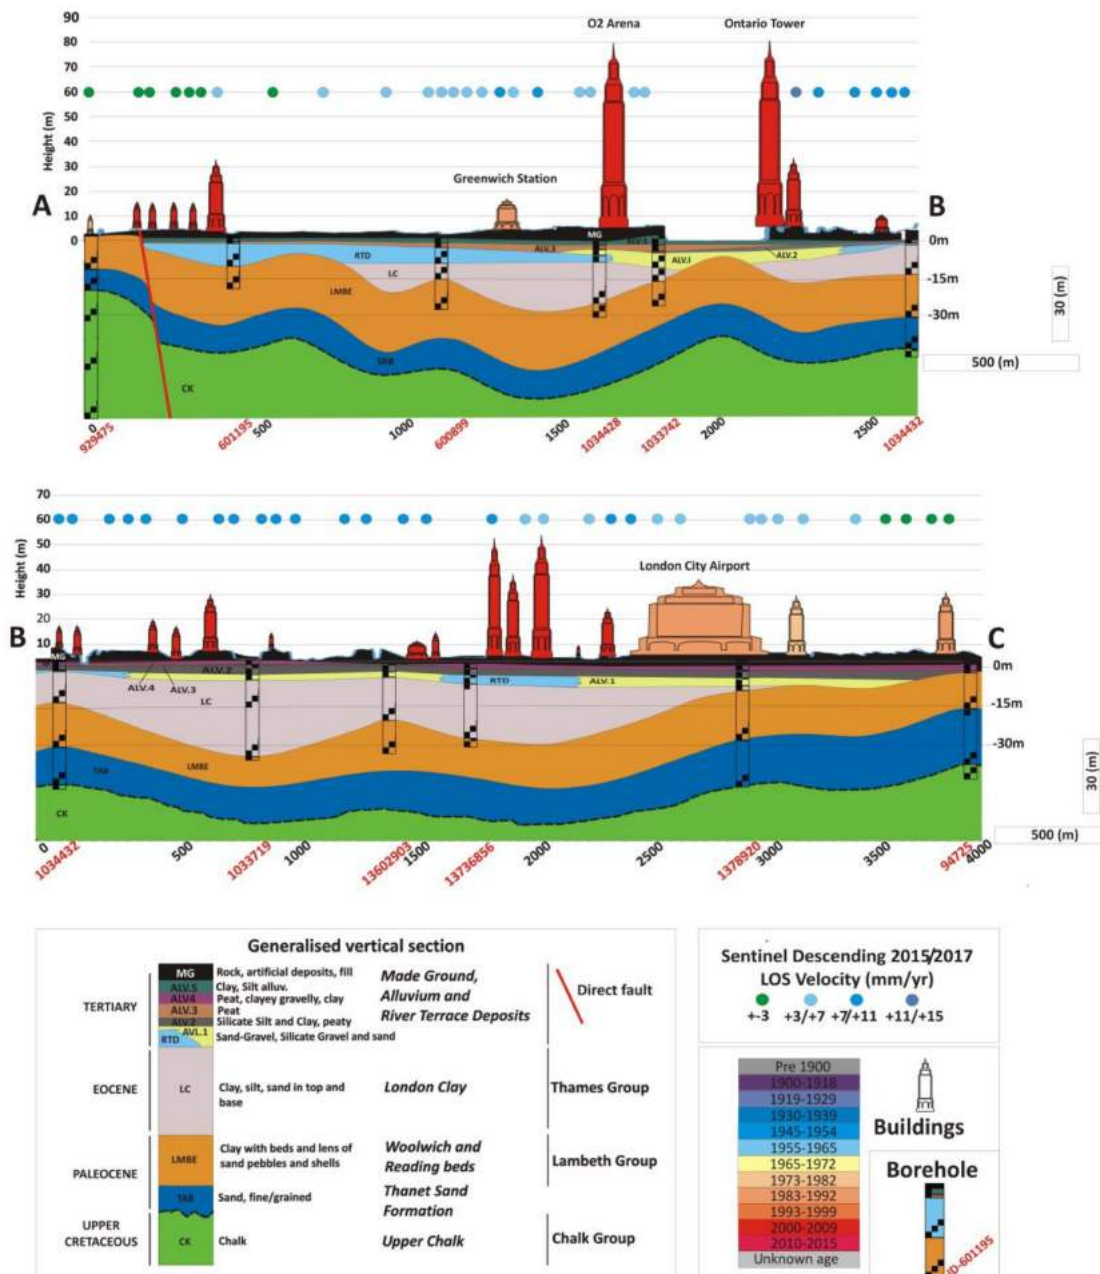 90
80
70
60
50
40
30
20
10
0
Height (m)
O2 Arena
Ontario Tower
Greenwich Station
A
B
MG
ALV.3
ALV.5
ALV.I
ALV.2
RTD
LC
LMBE
TAB
CK
0m
-15m
-30m
30 (m)
500 (m)
0
500
1000
1500
2000
2500
929475
601195
600899
1034428
1033742
1034432
70
60
50
40
30
20
10
Height (m)
London City Airport
B
C
MG
ALV.2
ALV.4
ALV.3
LC
RTD
ALV.1
TAB
LMBE
CK
0m
-15m
-30m
30 (m)
500 (m)
0
500
1000
1500
2000
2500
3000
3500
4000
1034432
1033719
13602903
13736856
1378920
94725
Generalised vertical section
TERTIARY
MG Rock, artificial deposits, fill
ALV.5 Clay, Silt alluv.
ALV4 Peat, clayey gravelly, clay
ALV.3 Peat
ALV.2 Silicate Silt and Clay, peaty
AVL.1
RTD Sand-Gravel, Silicate Gravel and sand
Made Ground,
Alluvium and
River Terrace Deposits
Direct fault
EOCENE
LC Clay, silt, sand in top and
base
London Clay
Thames Group
PALEOCENE
LMBE Clay with beds and lens of
sand pebbles and shells
Woolwich and
Reading beds
Lambeth Group
TAB Sand, fine/grained
Thanet Sand
Formation
UPPER
CRETACEOUS
CK Chalk
Upper Chalk
Chalk Group
Sentinel Descending 2015/2017
LOS Velocity (mm/yr)
+-3 +3/+7 +7/+11 +11/+15
Pre 1900
1900-1918
1919-1929
1930-1939
1945-1954
1955-1965
1965-1972
1973-1982
1983-1992
1993-1999
2000-2009
2010-2015
Unknown age
Buildings
Borehole
ID-601195